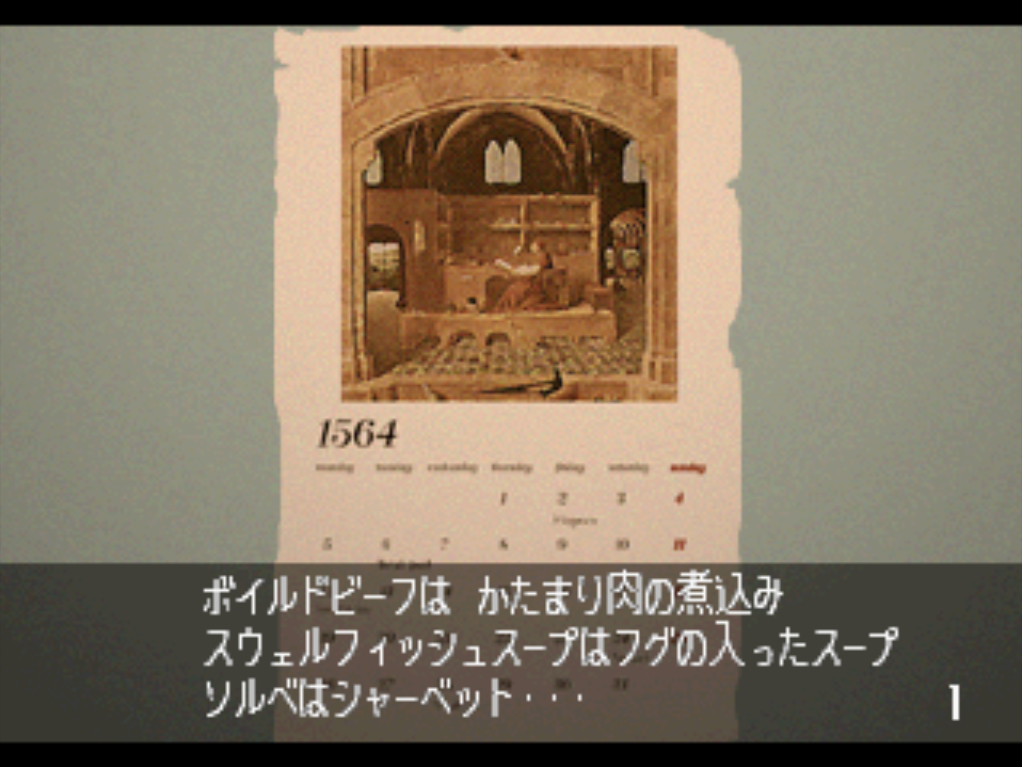 1564
monday tuesday wednesday thursday friday saturday sunday
1 2 3 4
5 6 7 8 9 10 11
ボイルドビーフは かたまり肉の煮込み
スウェルフィッシュスープはフグの入ったスープ
ソルベはシャーベット・・・
1